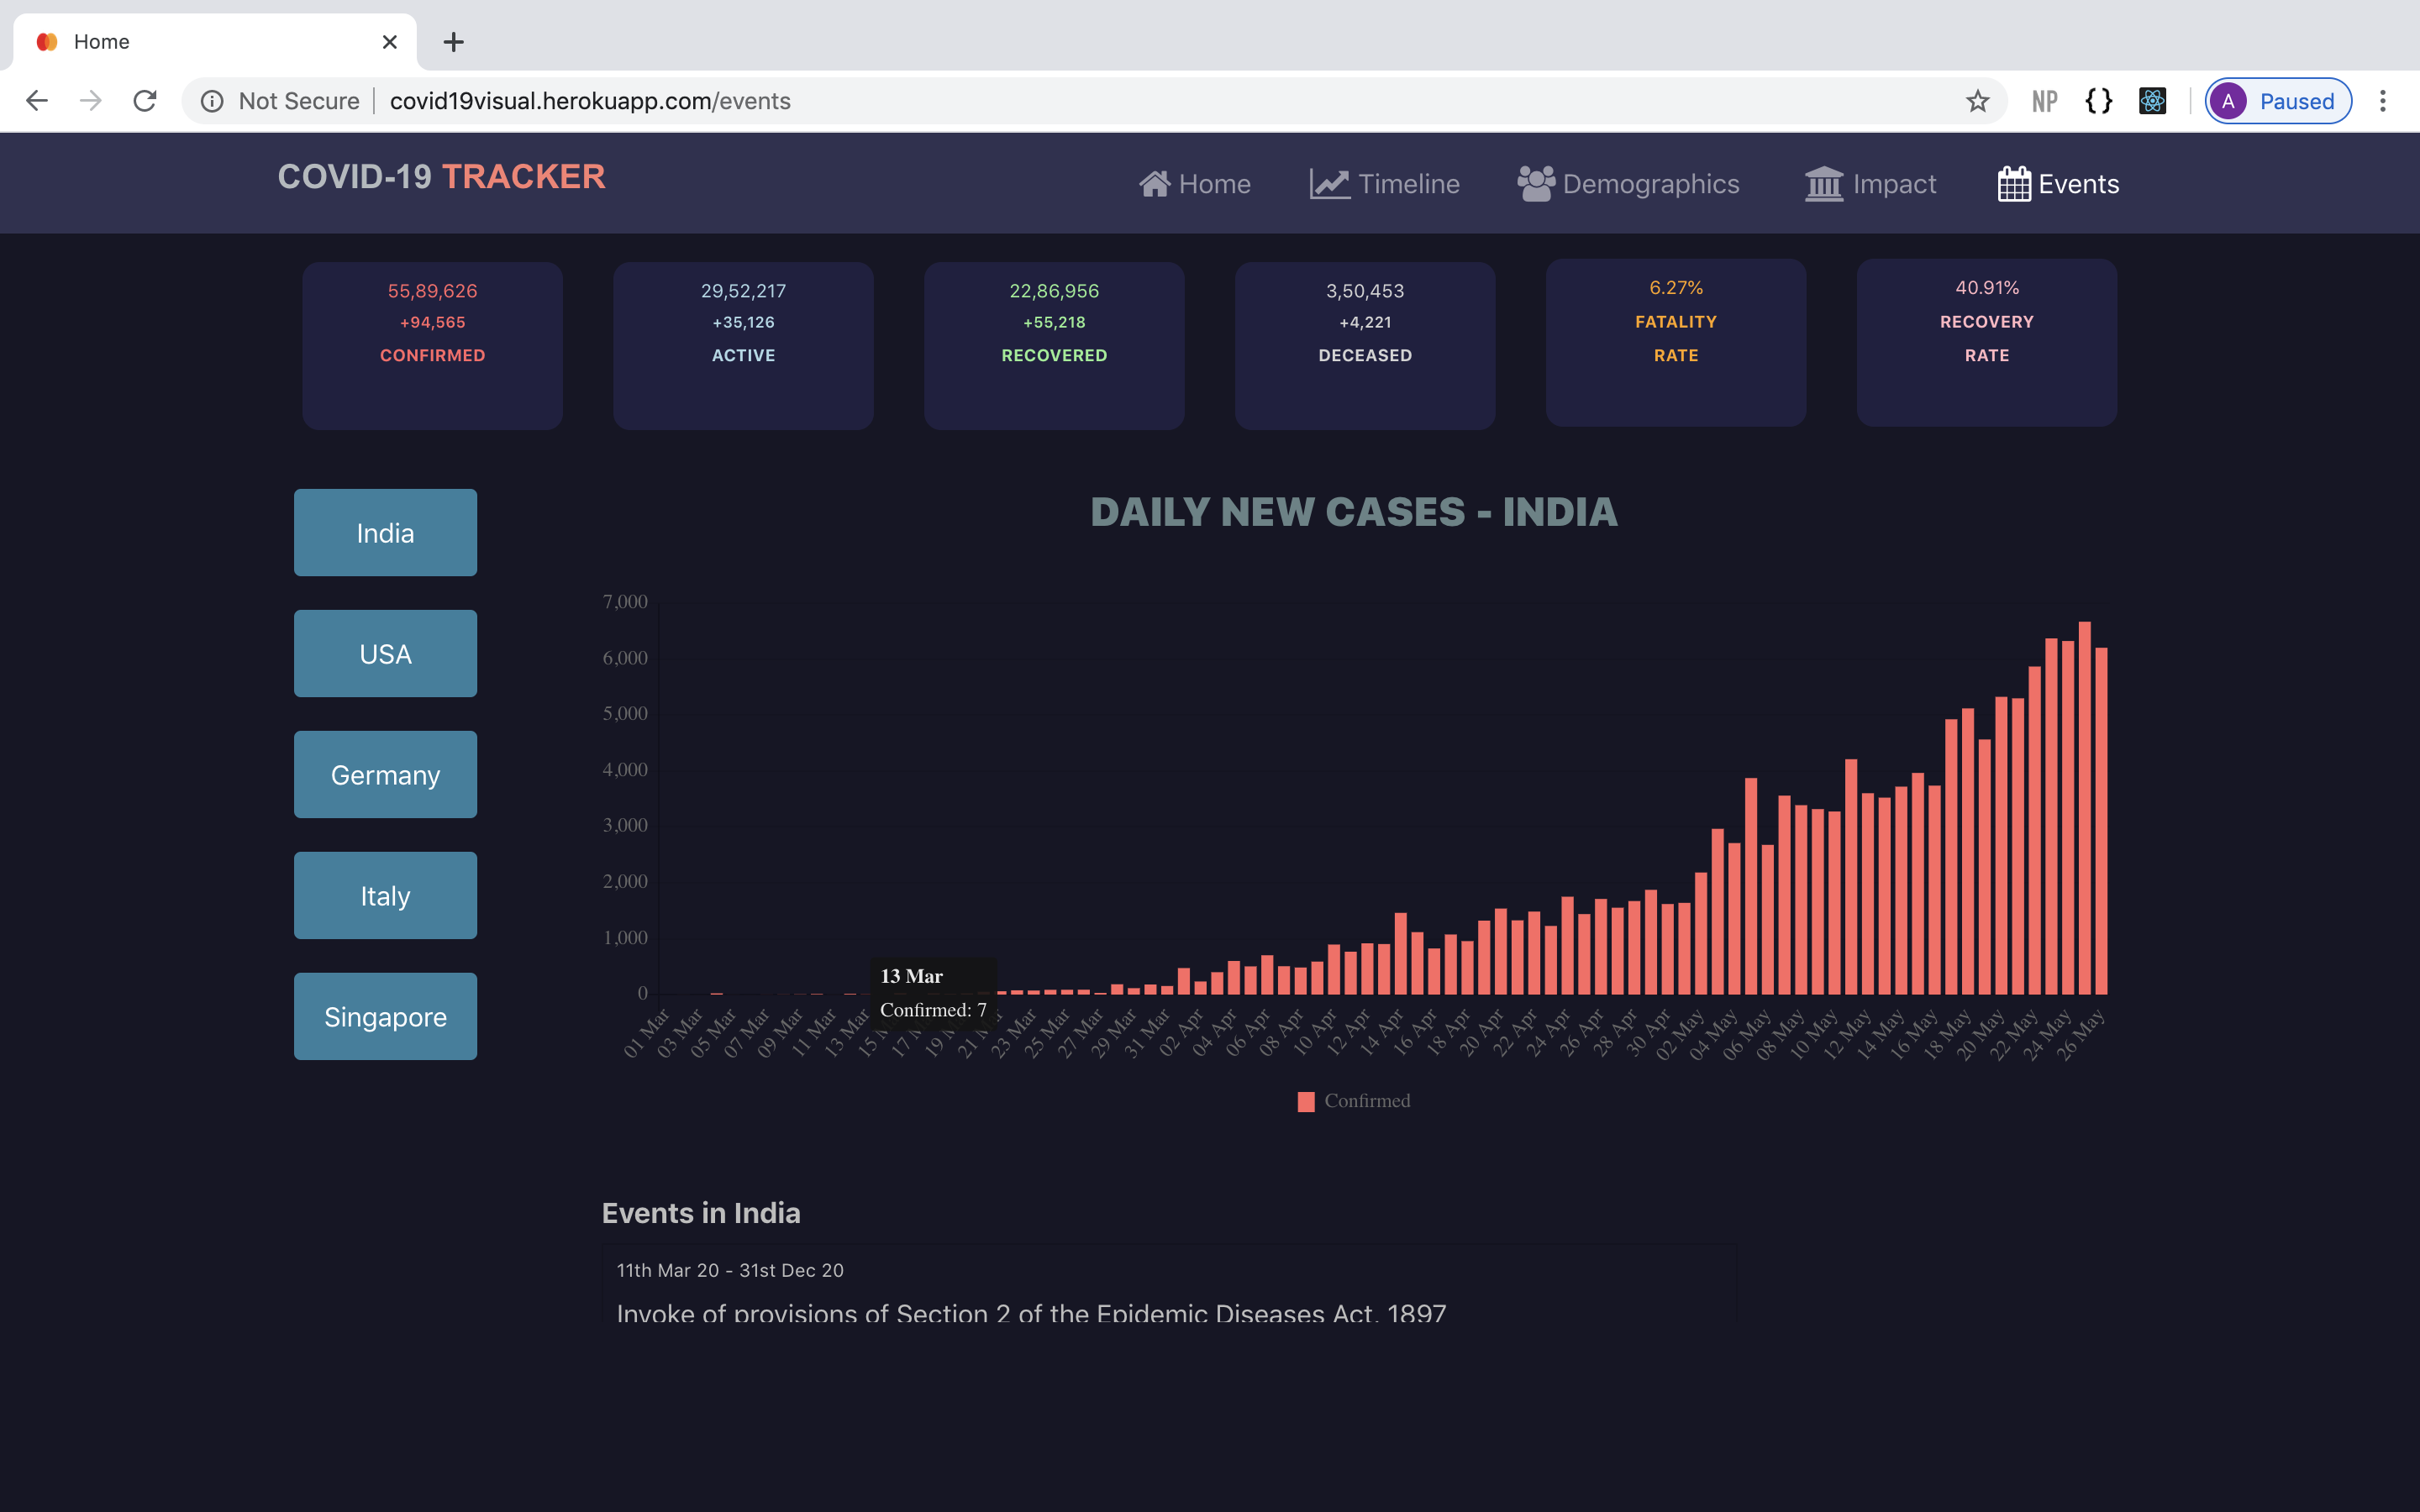 Home
Not Secure
covid19visual.herokuapp.com/events
NP
{}
A
Paused
COVID-19 TRACKER
Home
Timeline
Demographics
Impact
Events
55,89,626
+94,565
CONFIRMED
29,52,217
+35,126
ACTIVE
22,86,956
+55,218
RECOVERED
3,50,453
+4,221
DECEASED
6.27%
FATALITY
RATE
40.91%
RECOVERY
RATE
India
USA
Germany
Italy
Singapore
DAILY NEW CASES - INDIA
7,000
6,000
5,000
4,000
3,000
2,000
1,000
0
13 Mar
Confirmed: 7
01 Mar
03 Mar
05 Mar
07 Mar
09 Mar
11 Mar
13 Mar
15 Mar
17 Mar
19 Mar
21 Mar
23 Mar
25 Mar
27 Mar
29 Mar
31 Mar
02 Apr
04 Apr
06 Apr
08 Apr
10 Apr
12 Apr
14 Apr
16 Apr
18 Apr
20 Apr
22 Apr
24 Apr
26 Apr
28 Apr
30 Apr
02 May
04 May
06 May
08 May
10 May
12 May
14 May
16 May
18 May
20 May
22 May
24 May
26 May
Confirmed
Events in India
11th Mar 20 - 31st Dec 20
Invoke of provisions of Section 2 of the Epidemic Diseases Act, 1897